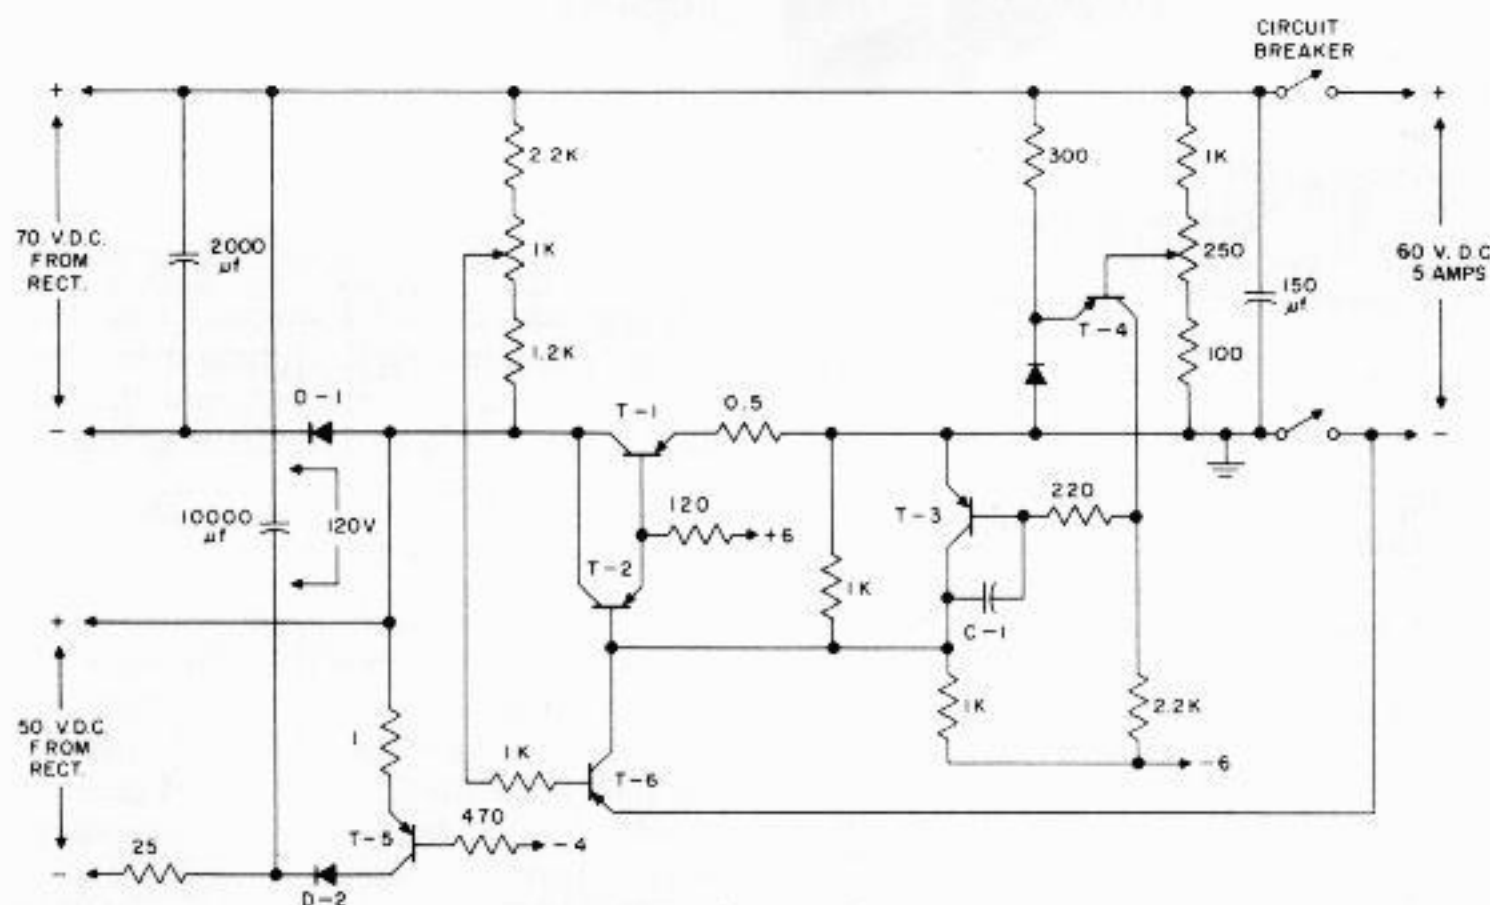 CIRCUIT
BREAKER
+
+
2.2K
300
1K
70 V.D.C.
FROM
RECT.
2000
µf
1K
250
60 V. D.C
5 AMPS
150
µf
T-4
1.2K
100
D-1
T-1
0.5
-
-
10000
µf
120V
120
+6
T-3
220
T-2
1K
C-1
+
50 V.D.C.
FROM
RECT.
1
1K
2.2K
1K
T-6
-6
470
T-5
-4
25
-
D-2